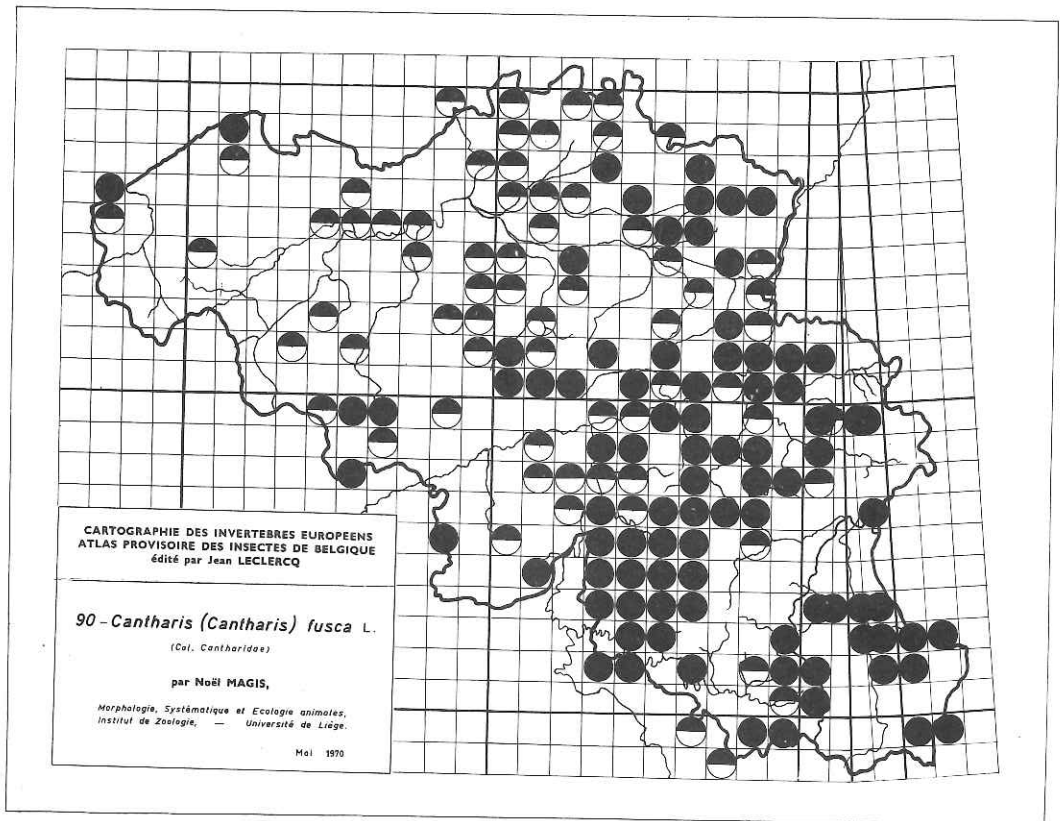 CARTOGRAPHIE DES INVERTEBRES EUROPEENS
ATLAS PROVISOIRE DES INSECTES DE BELGIQUE
édité par Jean LECLERCQ
90 – Cantharis (Cantharis) fusca L.
(Col. Cantharidae)
par Noël MAGIS,
Morphologie, Systématique et Ecologie animales,
Institut de Zoologie, — Université de Liège.
Mai 1970